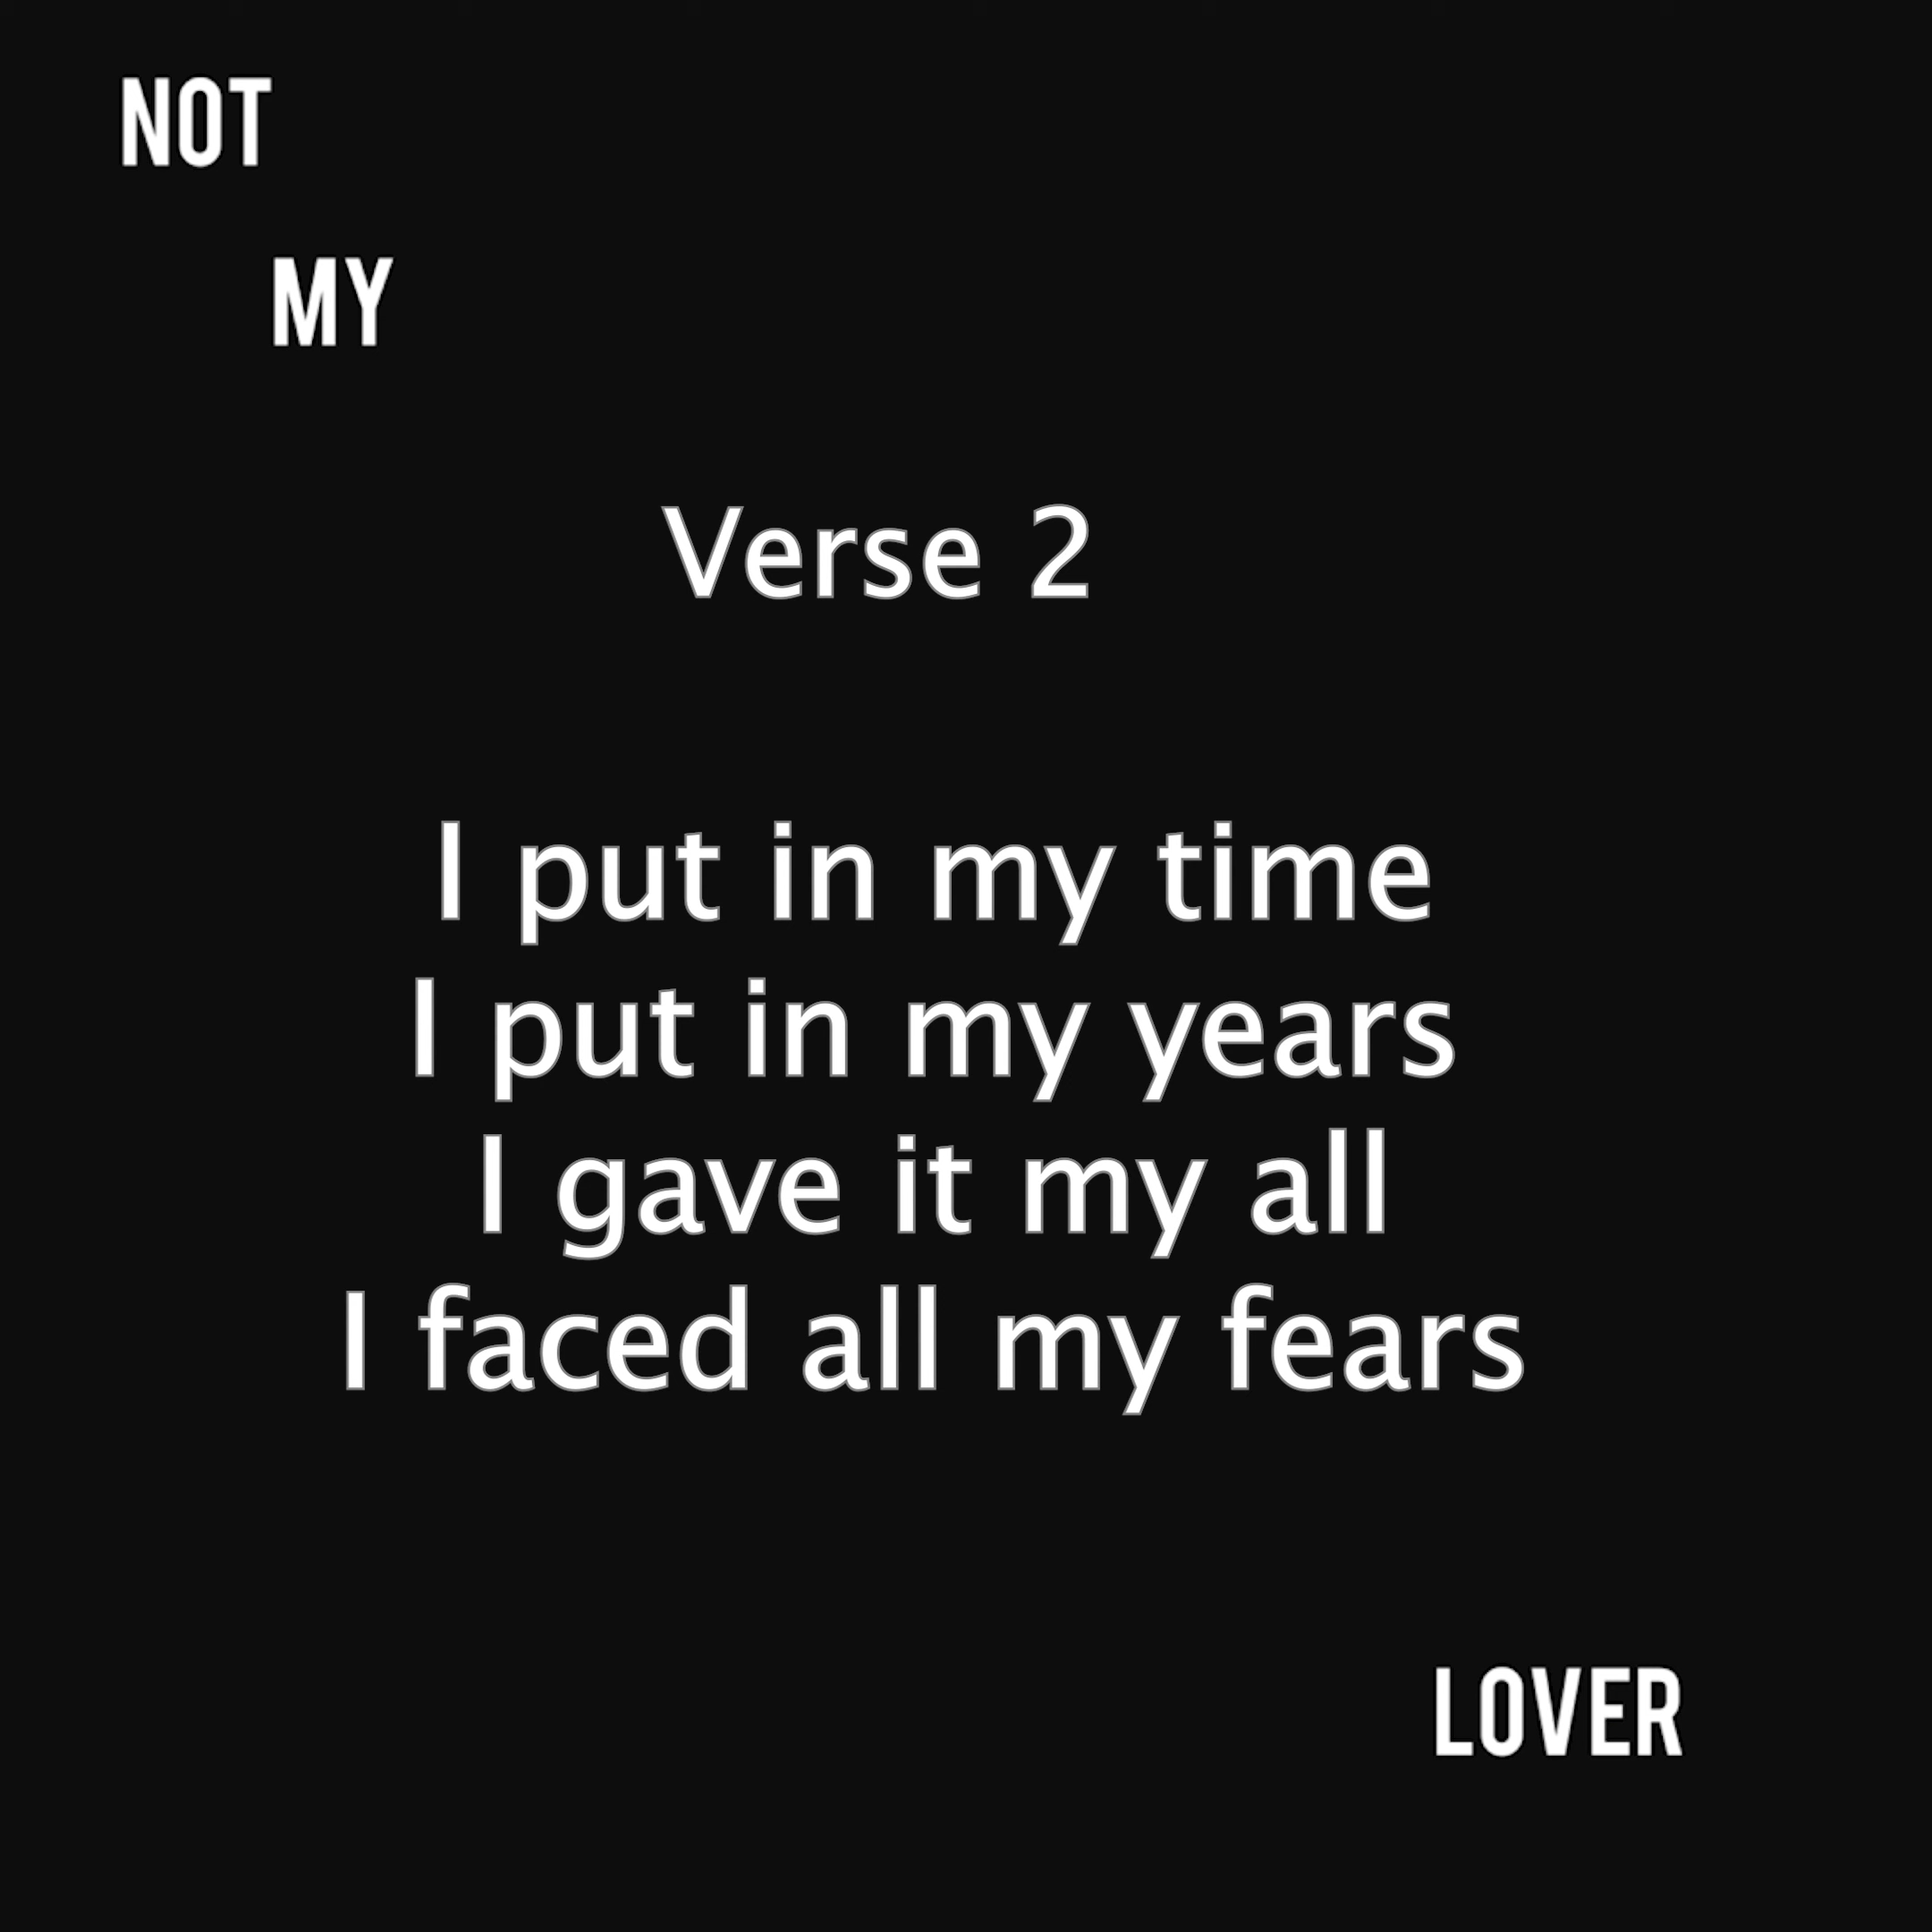 NOT
MY
Verse 2
I put in my time
I put in my years
I gave it my all
I faced all my fears
LOVER